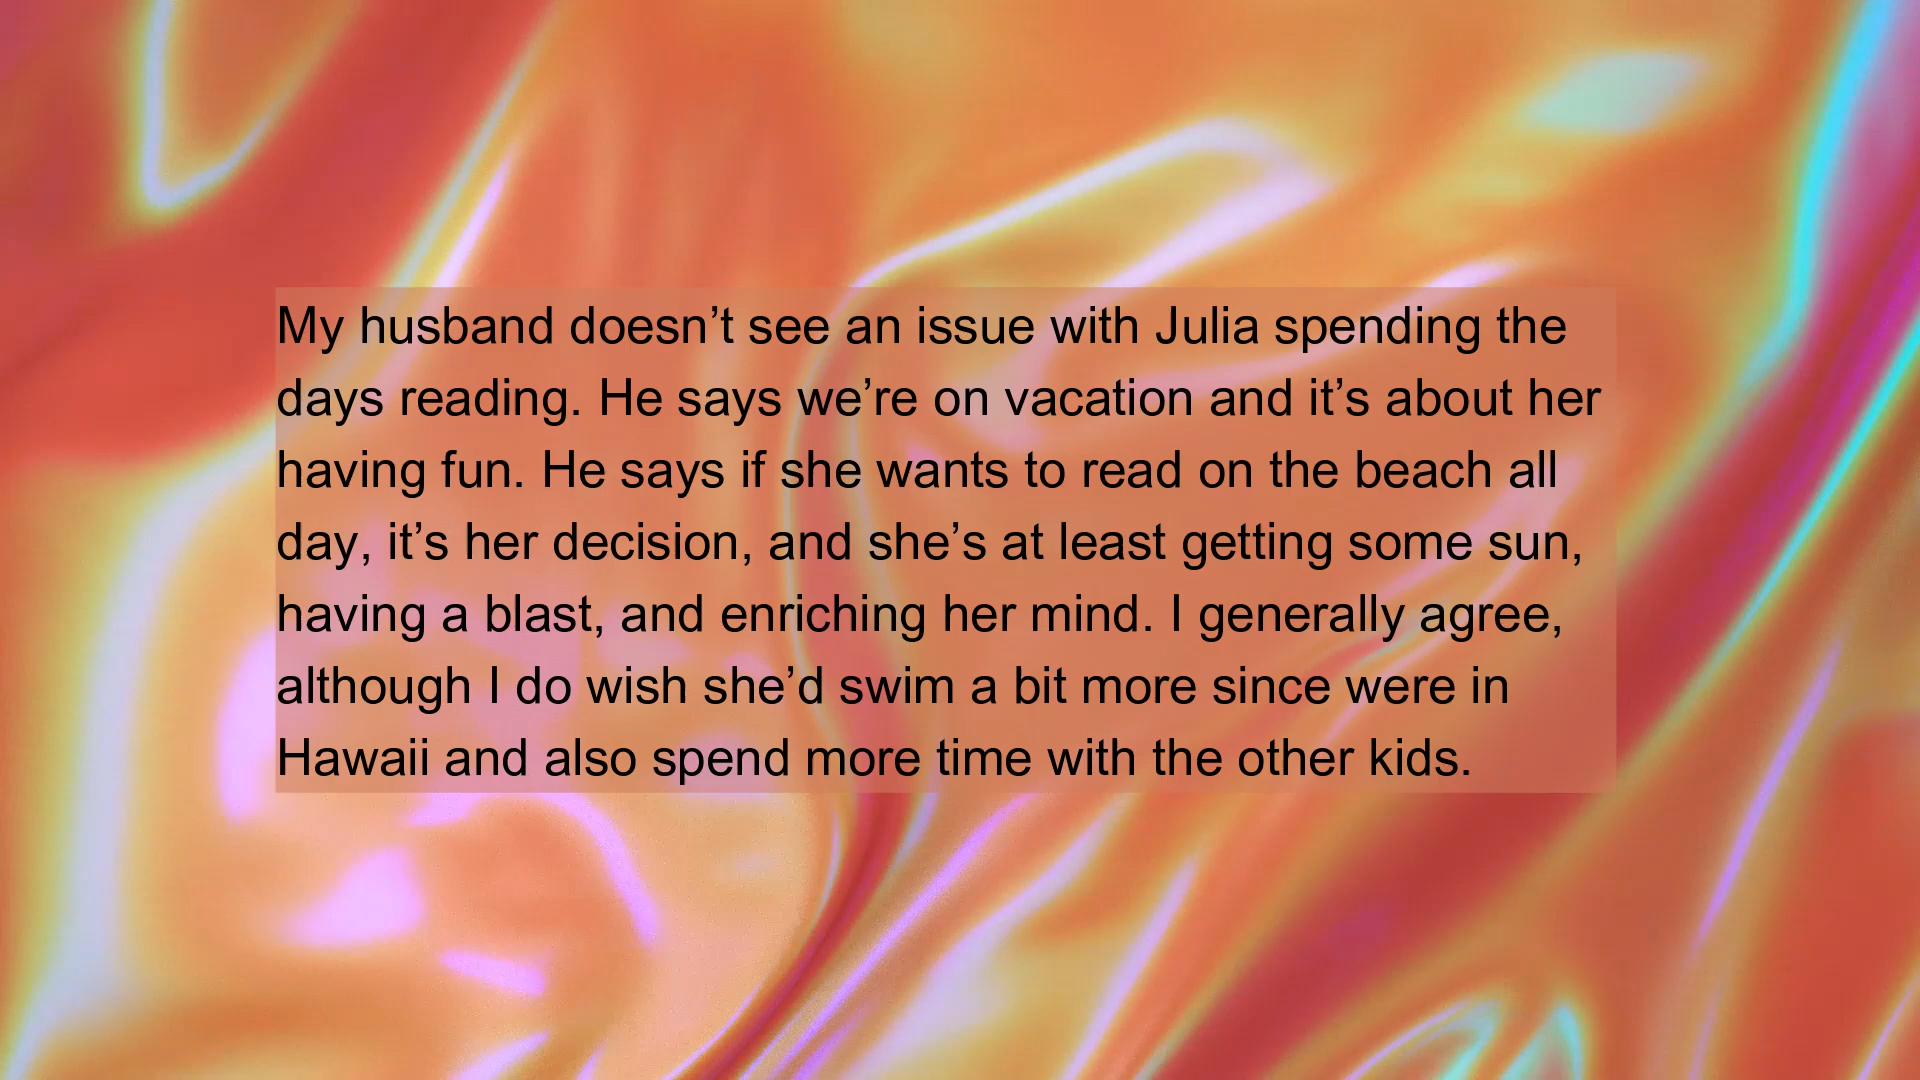 My husband doesn’t see an issue with Julia spending the
days reading. He says we’re on vacation and it’s about her
having fun. He says if she wants to read on the beach all
day, it’s her decision, and she’s at least getting some sun,
having a blast, and enriching her mind. I generally agree,
although I do wish she’d swim a bit more since were in
Hawaii and also spend more time with the other kids.